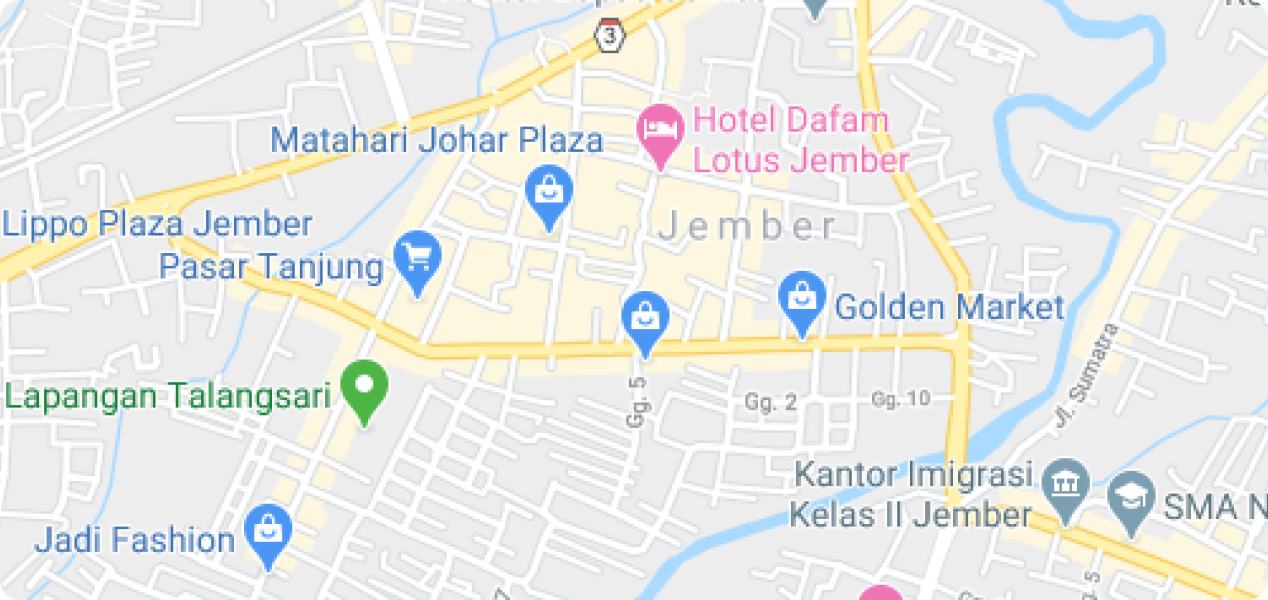 3
Matahari Johar Plaza
Hotel Dafam
Lotus Jember
Lippo Plaza Jember
Jember
Pasar Tanjung
Golden Market
Jl. Sumatra
Lapangan Talangsari
Gg. 5
Gg. 2
Gg. 10
Kantor Imigrasi
Kelas II Jember
SMA N
Jadi Fashion